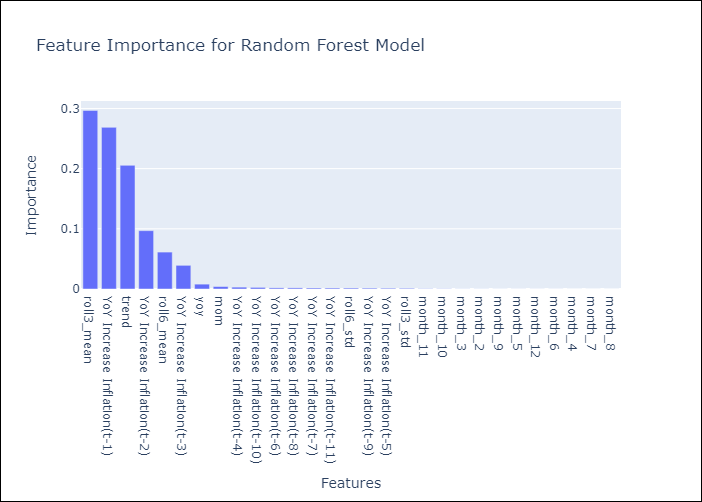 Feature Importance for Random Forest Model
Importance
0.3
0.2
0.1
0
roll3_mean
YoY Increase Inflation(t-1)
trend
YoY Increase Inflation(t-2)
roll6_mean
YoY Increase Inflation(t-3)
yoy
mom
YoY Increase Inflation(t-4)
YoY Increase Inflation(t-10)
YoY Increase Inflation(t-6)
YoY Increase Inflation(t-8)
YoY Increase Inflation(t-7)
YoY Increase Inflation(t-11)
roll6_std
YoY Increase Inflation(t-9)
YoY Increase Inflation(t-5)
roll3_std
month_11
month_10
month_3
month_2
month_9
month_5
month_12
month_6
month_4
month_7
month_8
Features